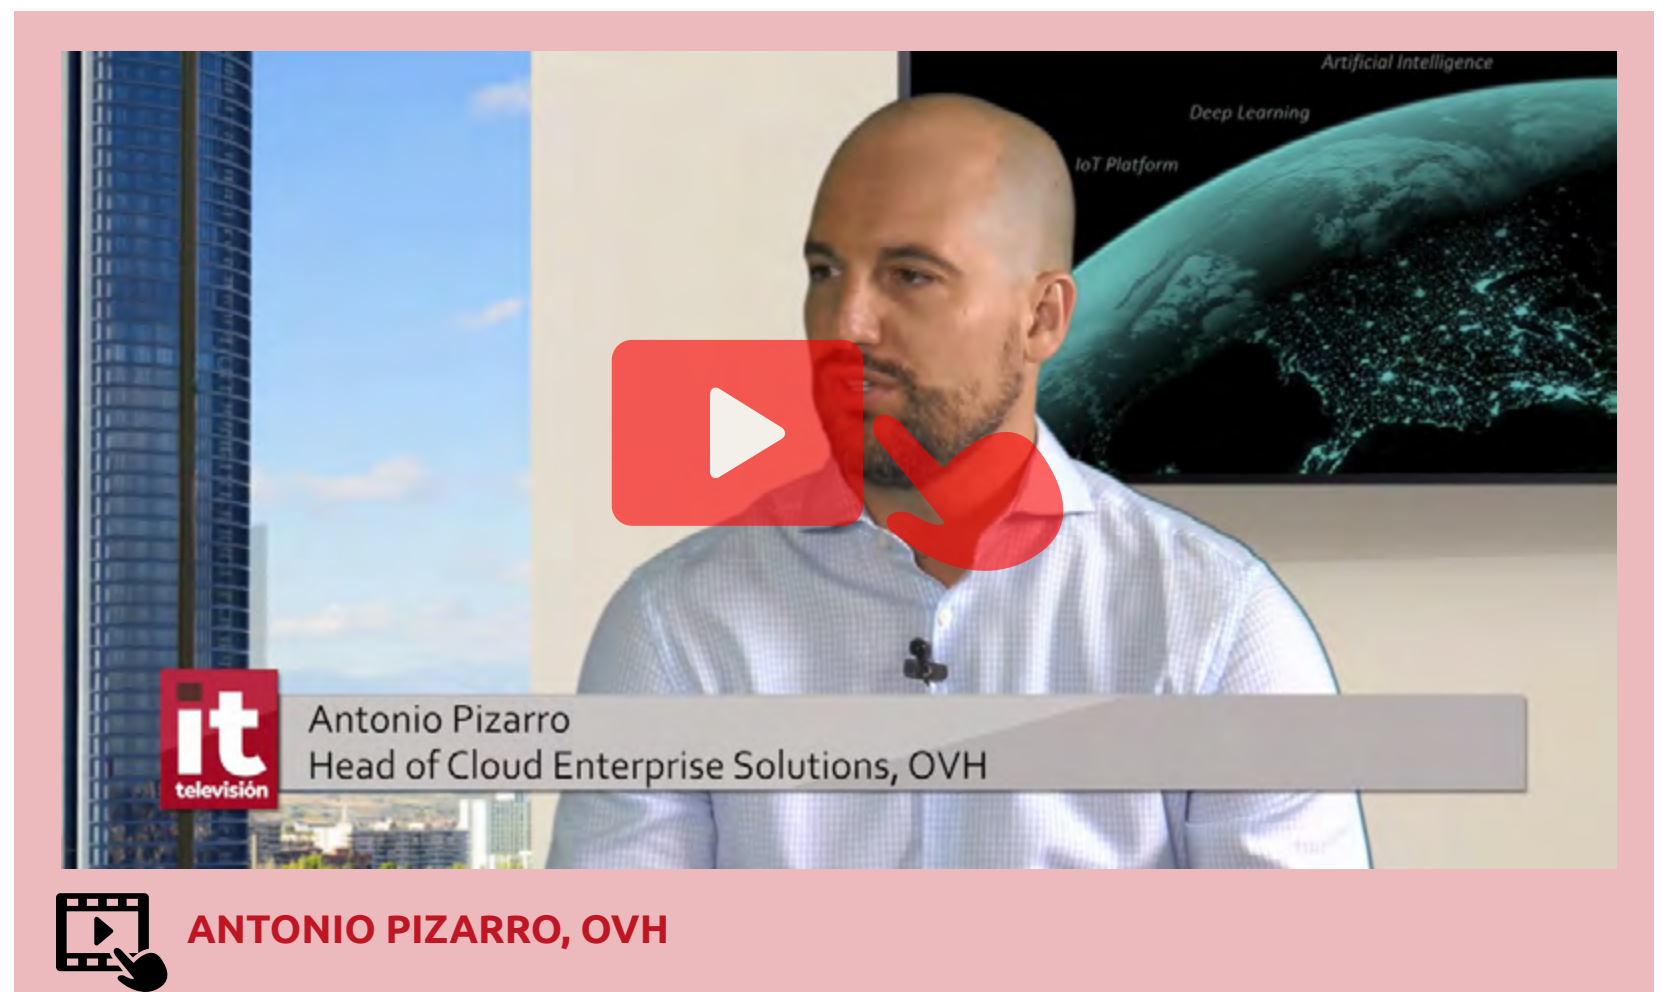 Artificial Intelligence
Deep Learning
IoT Platform
it
televisión
Antonio Pizarro
Head of Cloud Enterprise Solutions, OVH
ANTONIO PIZARRO, OVH